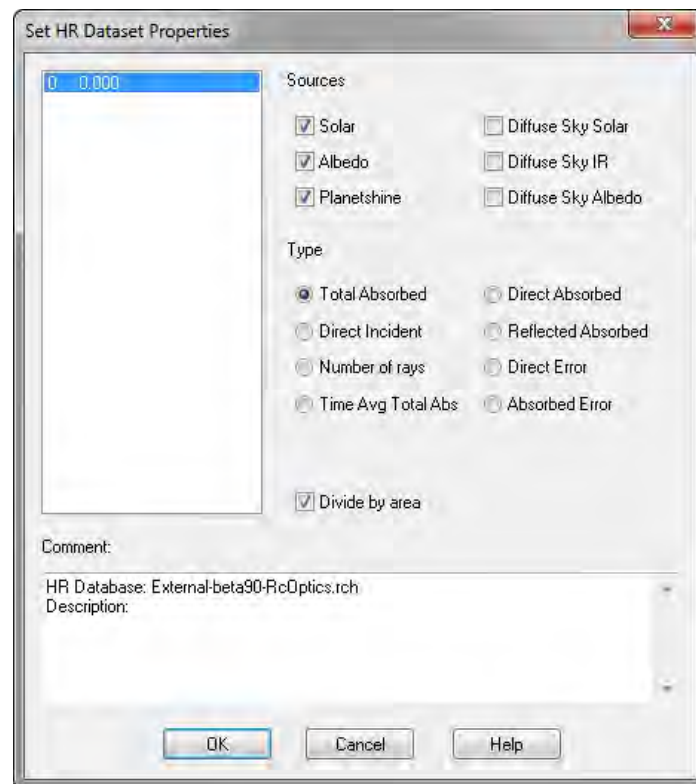 Set HR Dataset Properties
0 0.000
Sources
Solar
Diffuse Sky Solar
Albedo
Diffuse Sky IR
Planetshine
Diffuse Sky Albedo
Type
Total Absorbed
Direct Absorbed
Direct Incident
Reflected Absorbed
Number of rays
Direct Error
Time Avg Total Abs
Absorbed Error
Divide by area
Comment:
HR Database: External-beta90-RcOptics.rch
Description:
OK
Cancel
Help